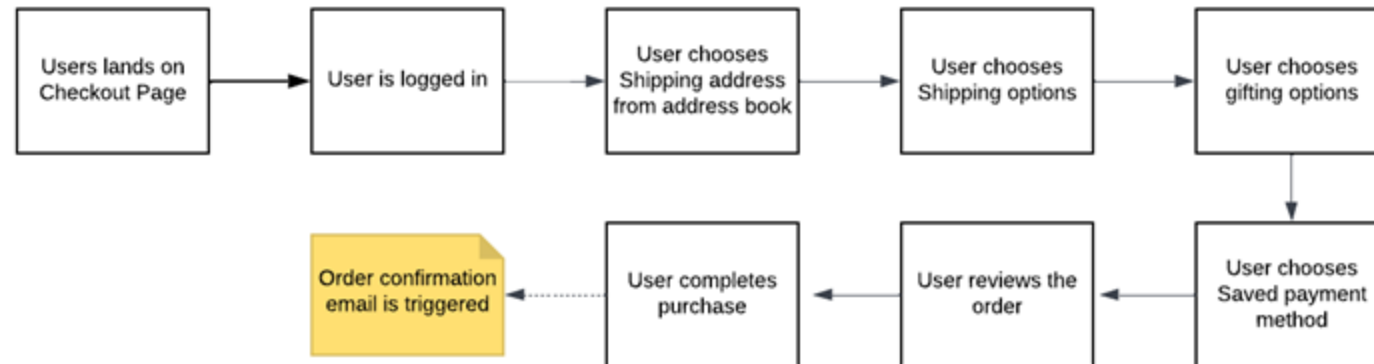 Users lands on
Checkout Page
User is logged in
User chooses
Shipping address
from address book
User chooses
Shipping options
User chooses
gifting options
User chooses
Saved payment
method
User reviews the
order
User completes
purchase
Order confirmation
email is triggered